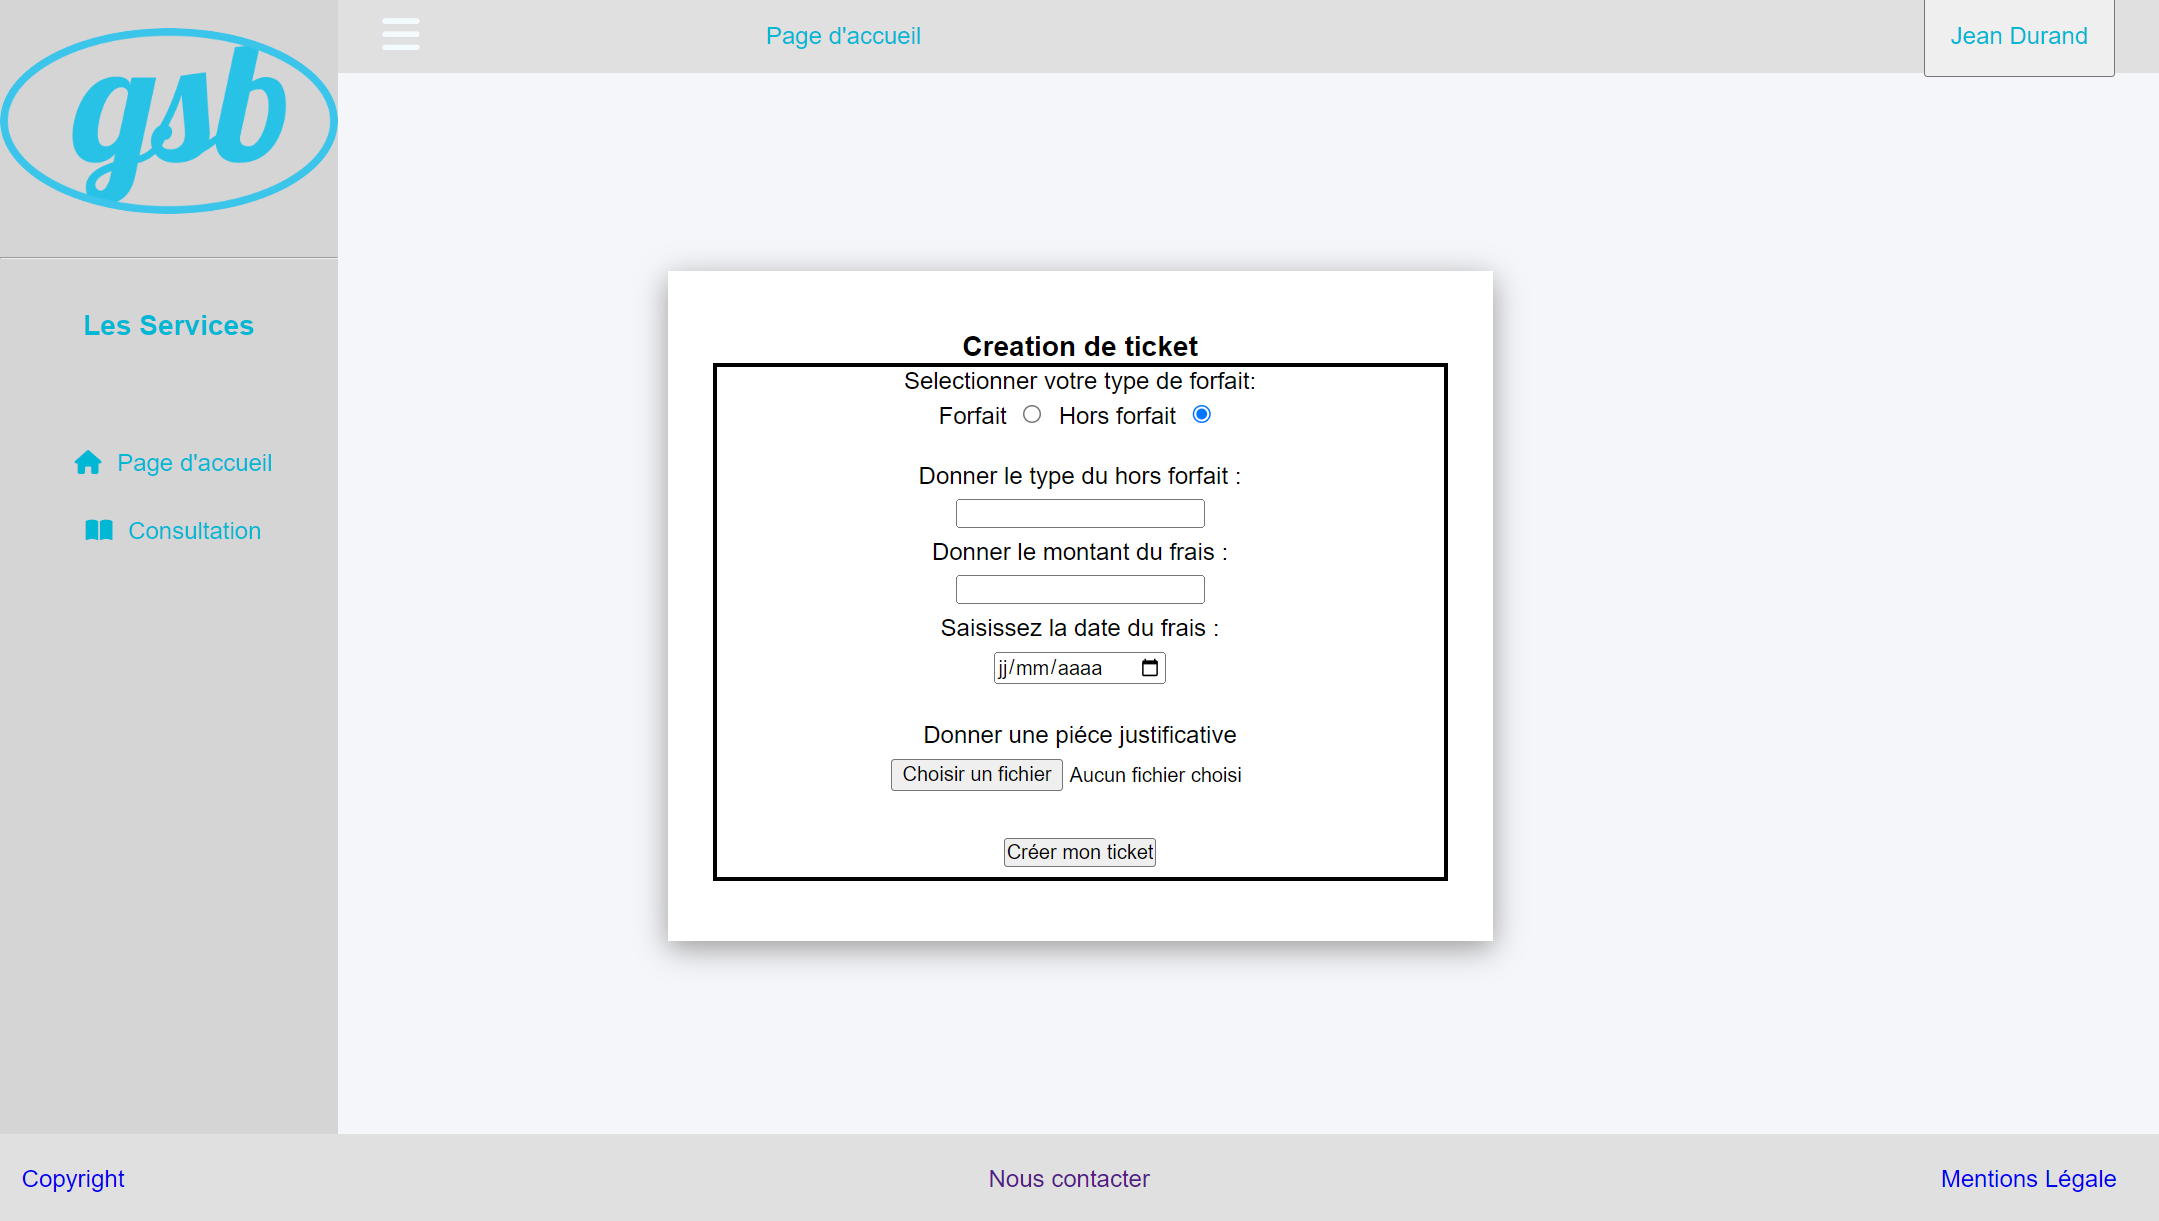 gsb
Page d'accueil
Jean Durand
Les Services
Page d'accueil
Consultation
Creation de ticket
Selectionner votre type de forfait:
Forfait Hors forfait
Donner le type du hors forfait :
Donner le montant du frais :
Saisissez la date du frais :
jj/mm/aaaa
Donner une piéce justificative
Choisir un fichier Aucun fichier choisi
Créer mon ticket
Copyright
Nous contacter
Mentions Légale